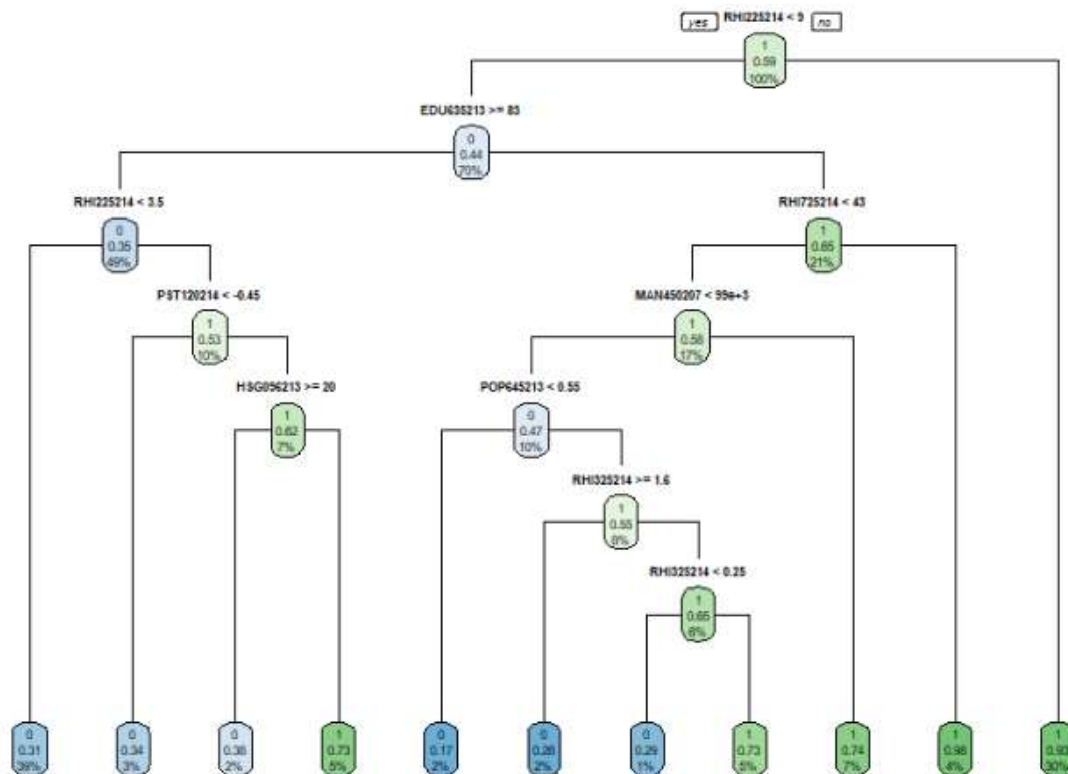 yes RHI225214 < 9 no
1
0.59
100%
EDU635213 >= 83
0
0.44
70%
RHI225214 < 3.5
0
0.35
49%
RHI725214 < 43
1
0.65
21%
PST120214 < -0.45
1
0.53
10%
MAN450207 < 99e+3
1
0.58
17%
HSG096213 >= 20
1
0.62
7%
POP645213 < 0.55
0
0.47
10%
RHI325214 >= 1.6
1
0.55
8%
RHI325214 < 0.25
1
0.65
6%
0 0 0 1 0 0 0 1 1 1 1
0.31 0.34 0.38 0.73 0.17 0.28 0.29 0.73 0.74 0.98 0.93
39% 3% 2% 5% 2% 2% 1% 5% 7% 4% 30%